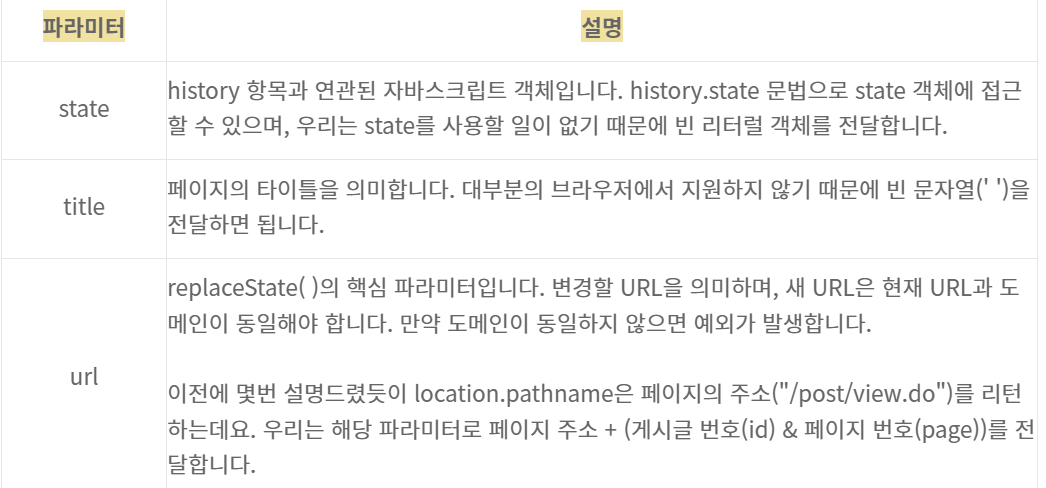 파라미터
설명
state
history 항목과 연관된 자바스크립트 객체입니다. history.state 문법으로 state 객체에 접근
할 수 있으며, 우리는 state를 사용할 일이 없기 때문에 빈 리터럴 객체를 전달합니다.
title
페이지의 타이틀을 의미합니다. 대부분의 브라우저에서 지원하지 않기 때문에 빈 문자열(' ')을
전달하면 됩니다.
url
replaceState( )의 핵심 파라미터입니다. 변경할 URL을 의미하며, 새 URL은 현재 URL과 도
메인이 동일해야 합니다. 만약 도메인이 동일하지 않으면 예외가 발생합니다.
이전에 몇번 설명드렸듯이 location.pathname은 페이지의 주소("/post/view.do")를 리턴
하는데요. 우리는 해당 파라미터로 페이지 주소 + (게시글 번호(id) & 페이지 번호(page))를 전
달합니다.